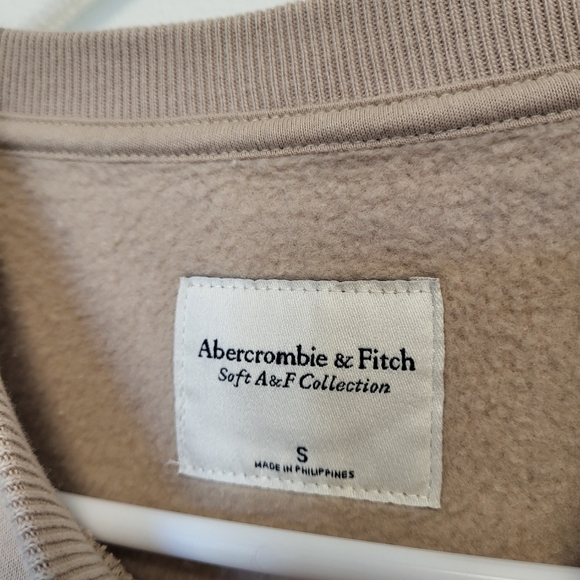 Abercrombie & Fitch
Soft A&F Collection
S
MADE IN PHILIPPINES